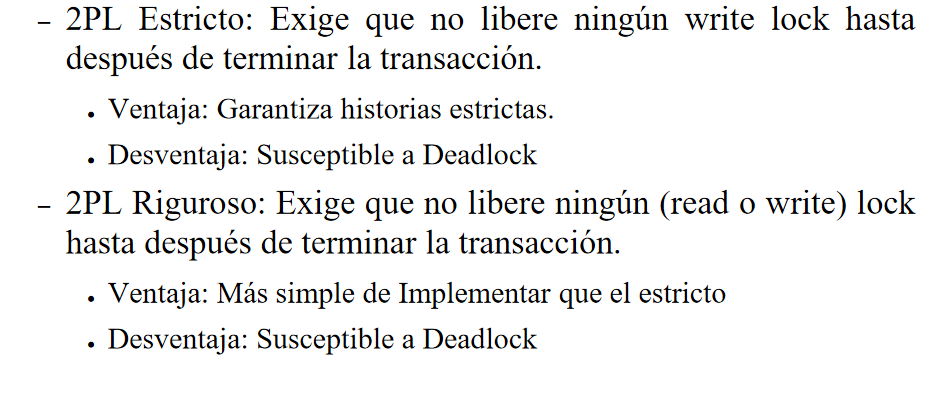 – 2PL Estricto: Exige que no libere ningún write lock hasta
después de terminar la transacción.
• Ventaja: Garantiza historias estrictas.
• Desventaja: Susceptible a Deadlock
– 2PL Riguroso: Exige que no libere ningún (read o write) lock
hasta después de terminar la transacción.
• Ventaja: Más simple de Implementar que el estricto
• Desventaja: Susceptible a Deadlock